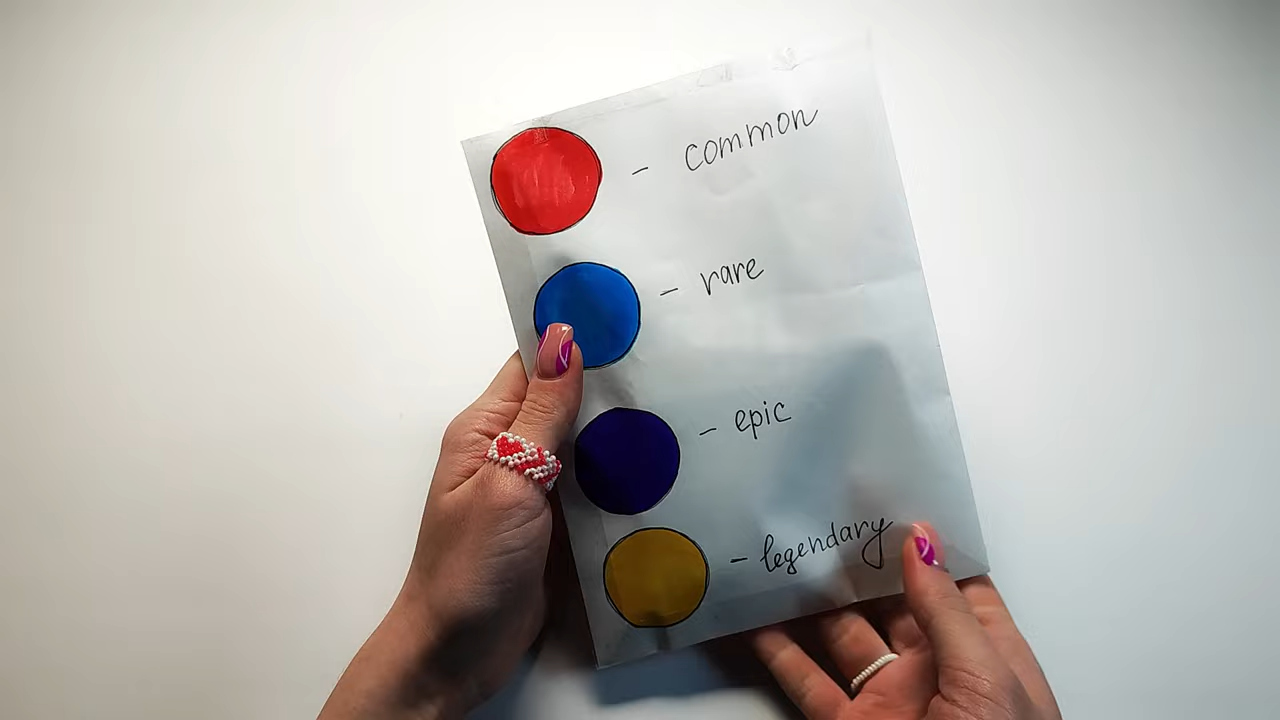 - common
- rare
- epic
- legendary